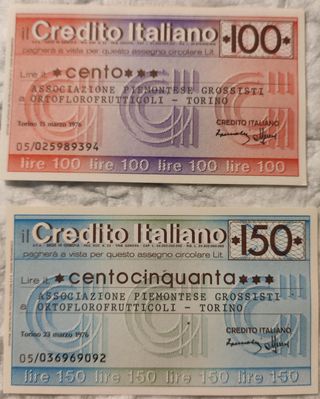 il Credito Italiano *100*
pagherà a vista per questo assegno circolare Lit.
Lire it. *cento***
ASSOCIAZIONE PIEMONTESE GROSSISTI
a ORTOFLOROFRUTTICOLI - TORINO
Torino 15 marzo 1976 CREDITO ITALIANO
05/025989394
lire 100 lire 100 lire 100 lire 100 lire 100
il Credito Italiano *150*
pagherà a vista per questo assegno circolare Lit.
Lire it. *centocinquanta***
ASSOCIAZIONE PIEMONTESE GROSSISTI
a ORTOFLOROFRUTTICOLI - TORINO
Torino 23 marzo 1976 CREDITO ITALIANO
05/036969092
lire 150 lire 150 lire 150 lire 150